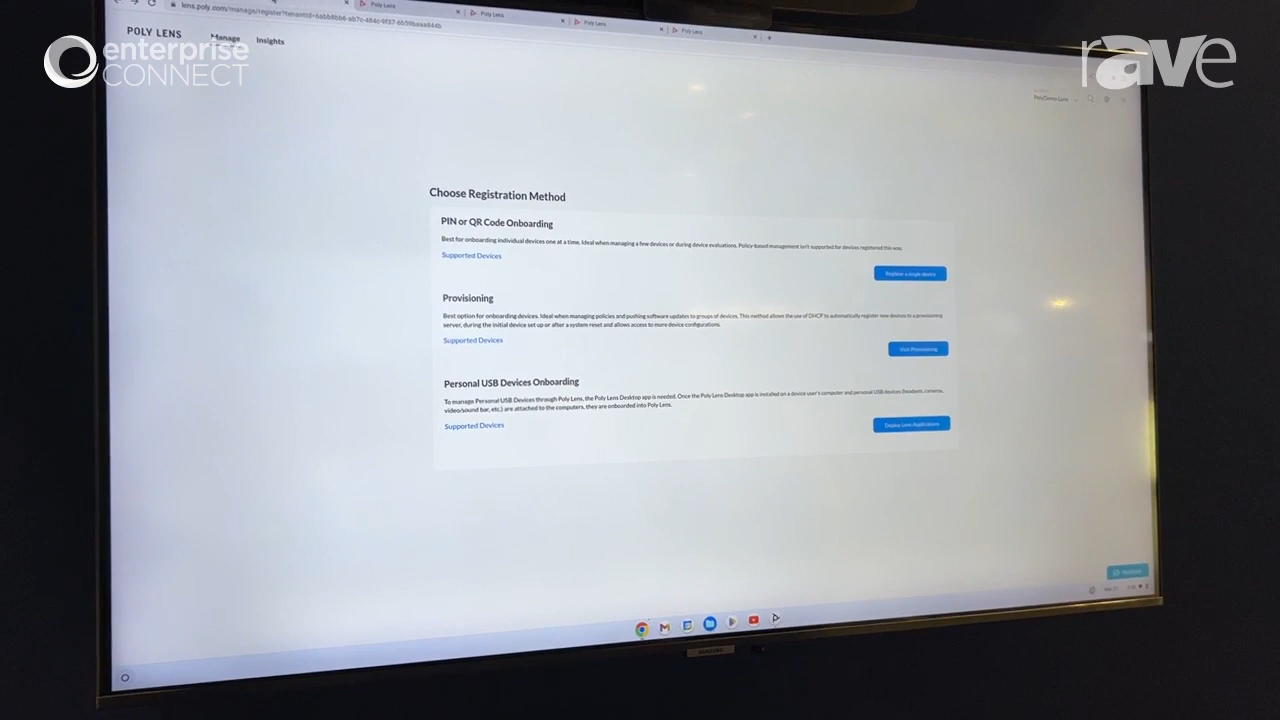 Poly Lens
Poly Lens
Poly Lens
Poly Lens
POLY LENS
Manage
Insights
enterprise
CONNECT
rave
Choose Registration Method
PIN or QR Code Onboarding
Best for onboarding individual devices one at a time. Ideal when managing a few devices or during device evaluations. Policy-based management isn't supported for devices registered this way.
Supported Devices
Register a single device
Provisioning
Best option for onboarding devices. Ideal when managing policies and pushing software updates to groups of devices. This method allows the use of DHCP to automatically register new devices to a provisioning
server, during the initial device set up or after a system reset and allows access to more device configurations.
Supported Devices
Visit Provisioning
Personal USB Devices Onboarding
To manage Personal USB Devices through Poly Lens, the Poly Lens Desktop app is needed. Once the Poly Lens Desktop app is installed on a device user's computer and personal USB devices (headsets, cameras,
video/sound bar, etc.) are attached to the computers, they are onboarded into Poly Lens.
Supported Devices
Deploy Lens Applications
SAMSUNG